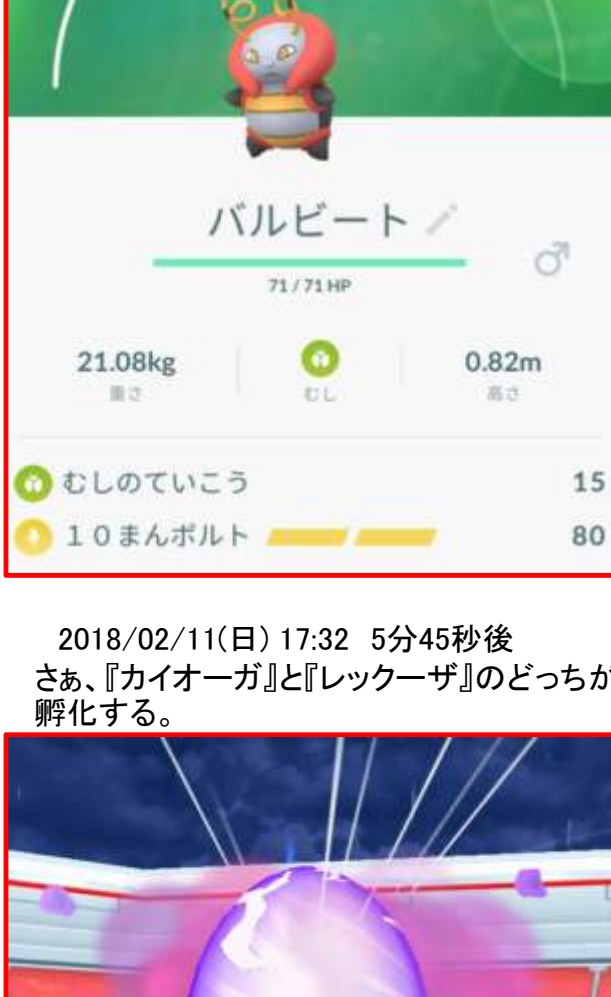 バルビート
71 / 71 HP
21.08kg
重さ
むし
0.82m
高さ
むしのていこう 15
10まんボルト 80
2018/02/11(日) 17:32 5分45秒後
さぁ、『カイオーガ』と『レックーザ』のどっちが
孵化する。